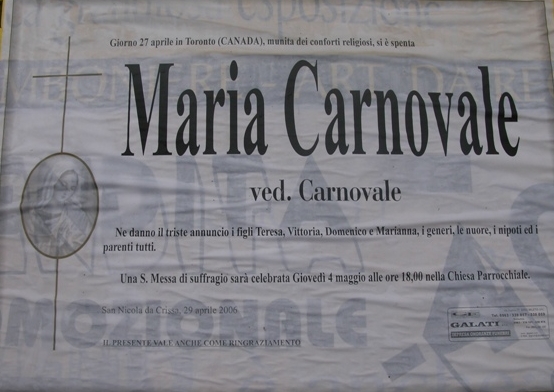 Giorno 27 aprile in Toronto (CANADA), munita dei conforti religiosi, si è spenta
Maria Carnovale
ved. Carnovale
Ne danno il triste annuncio i figli Teresa, Vittoria, Domenico e Marianna, i generi, le nuore, i nipoti ed i
parenti tutti.
Una S. Messa di suffragio sarà celebrata Giovedì 4 maggio alle ore 18,00 nella Chiesa Parrocchiale.
San Nicola da Crissa, 29 aprile 2006
IL PRESENTE VALE ANCHE COME RINGRAZIAMENTO
GALATI